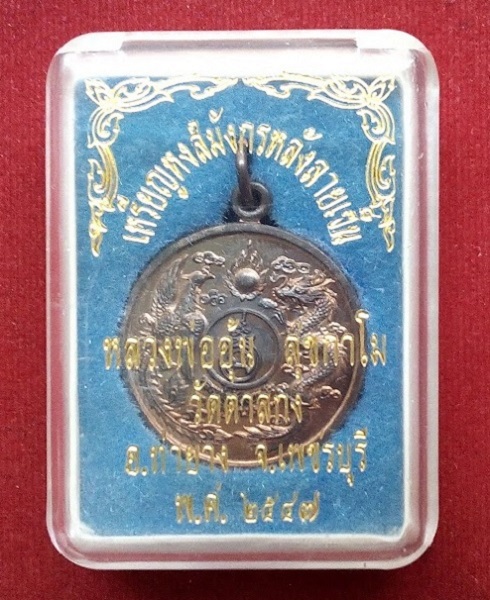 เหรียญหงส์มังกรหลังลายเซ็น
หลวงพ่ออุ้น สุขกาโม
วัดตาลกง
อ.ท่ายาง จ.เพชรบุรี
พ.ศ. ๒๕๔๗